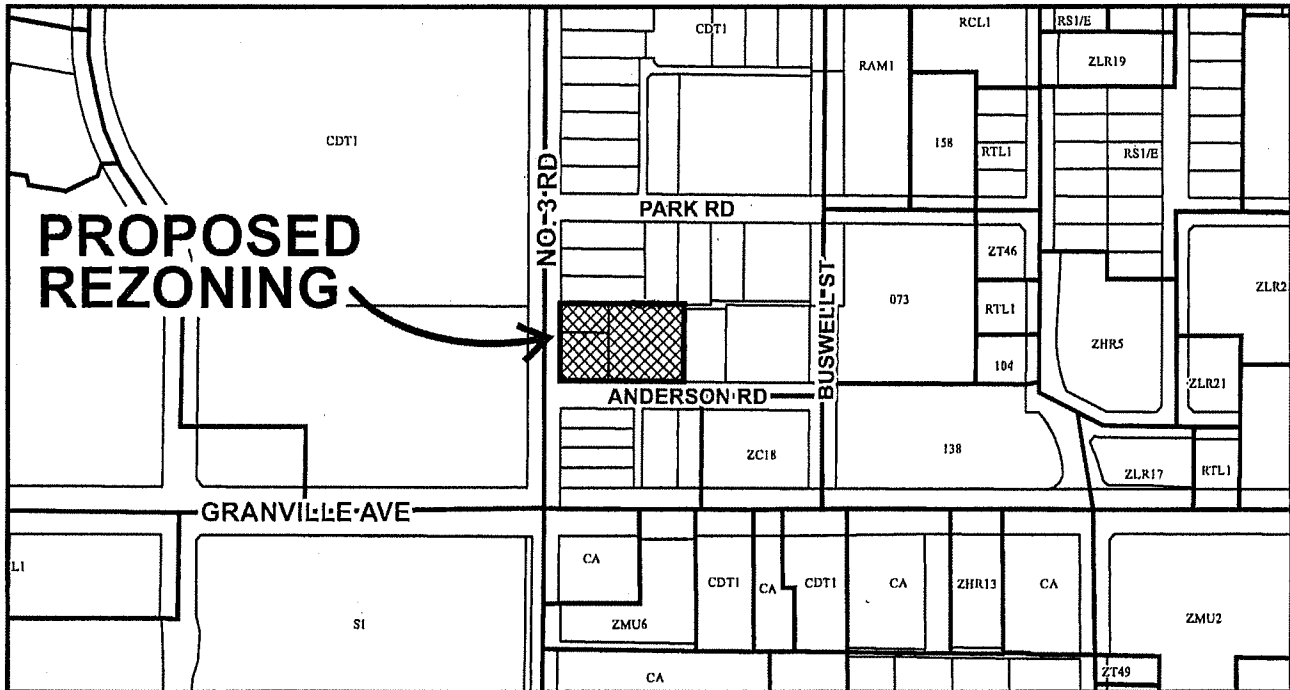 CDT1
RCL1
RS1/E
ZLR19
RAM1
CDT1
158
RTL1
RS1/E
NO. 3 RD
PARK RD
PROPOSED
REZONING
BUSWELL ST
ZT46
073
RTL1
ZLR2
ZHR5
104
ZLR21
ANDERSON RD
ZC18
138
ZLR17
RTL1
GRANVILLE AVE
L1
CA
CDT1
CA
CDT1
CA
ZHR13
CA
S1
ZMU6
ZMU2
CA
ZT49